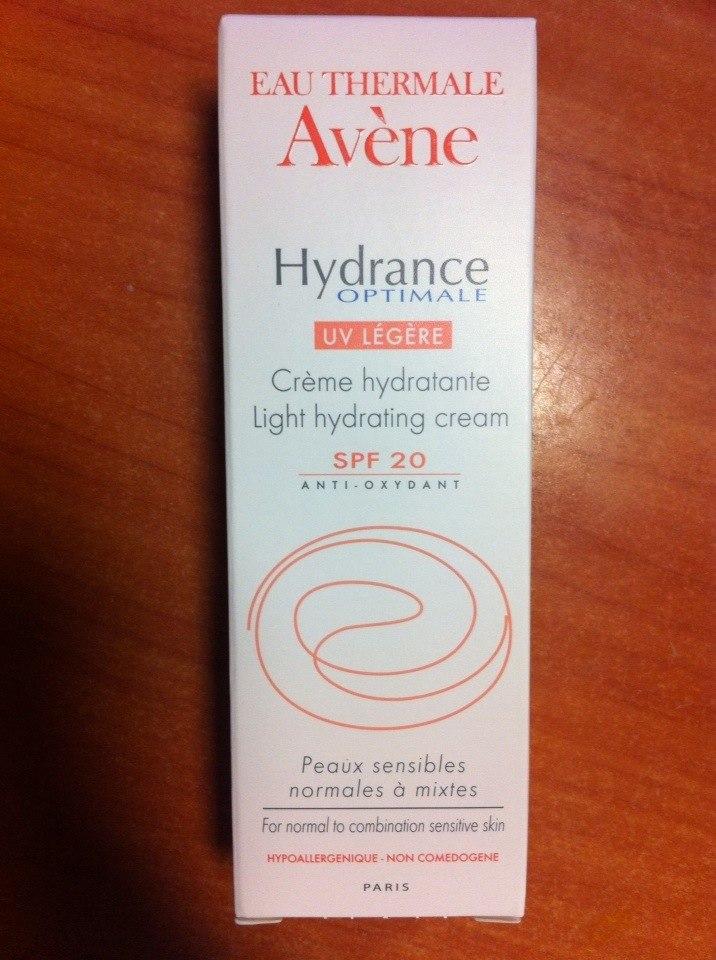 EAU THERMALE
Avène
Hydrance
OPTIMALE
UV LÉGÈRE
Crème hydratante
Light hydrating cream
SPF 20
ANTI-OXYDANT
Peaux sensibles
normales à mixtes
For normal to combination sensitive skin
HYPOALLERGENIQUE - NON COMEDOGENE
PARIS